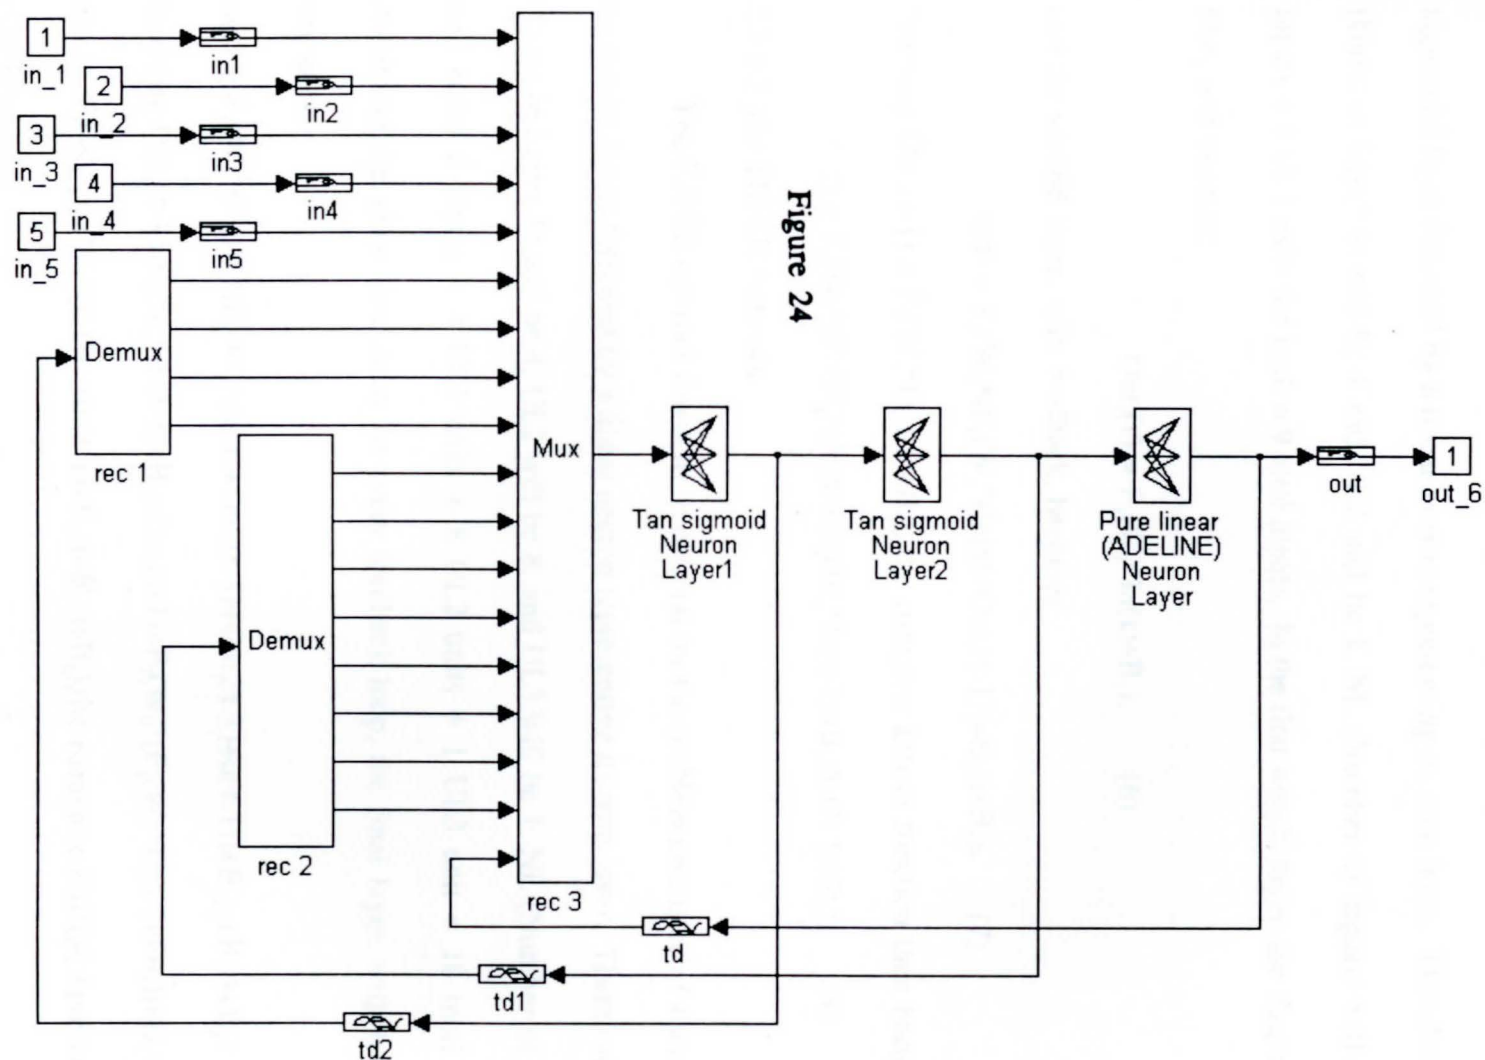 1
in_1
in1
2
in_2
in2
3
in_3
in3
4
in_4
in4
5
in_5
in5
Figure 24
Demux
rec 1
Demux
rec 2
Mux
rec 3
Tan sigmoid
Neuron
Layer1
Tan sigmoid
Neuron
Layer2
Pure linear
(ADELINE)
Neuron
Layer
out
1
out_6
td
td1
td2